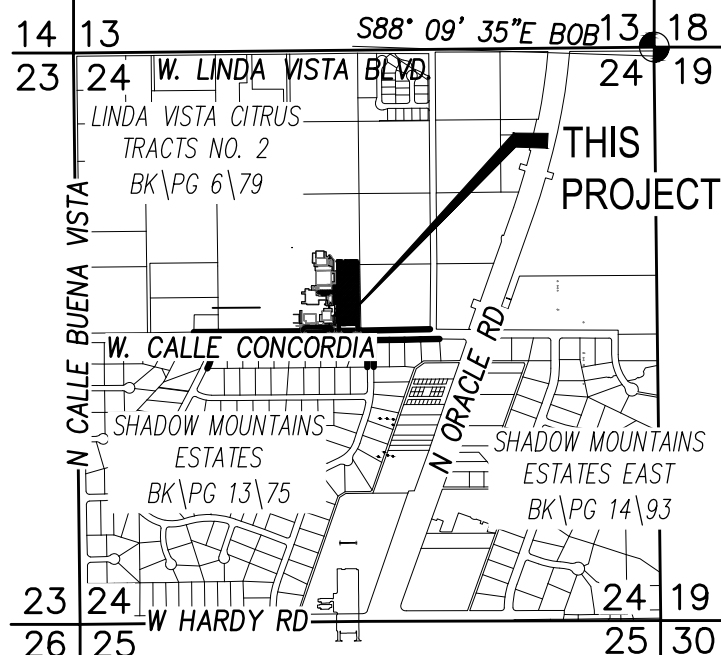 14 13
S88° 09' 35"E BOB
13 18
23 24
W. LINDA VISTA BLVD
24 19
LINDA VISTA CITRUS
TRACTS NO. 2
BK\PG 6\79
THIS
PROJECT
N CALLE BUENA VISTA
W. CALLE CONCORDIA
N ORACLE RD
SHADOW MOUNTAINS
ESTATES
BK\PG 13\75
SHADOW MOUNTAINS
ESTATES EAST
BK\PG 14\93
23 24
W HARDY RD
24 19
26 25
25 30